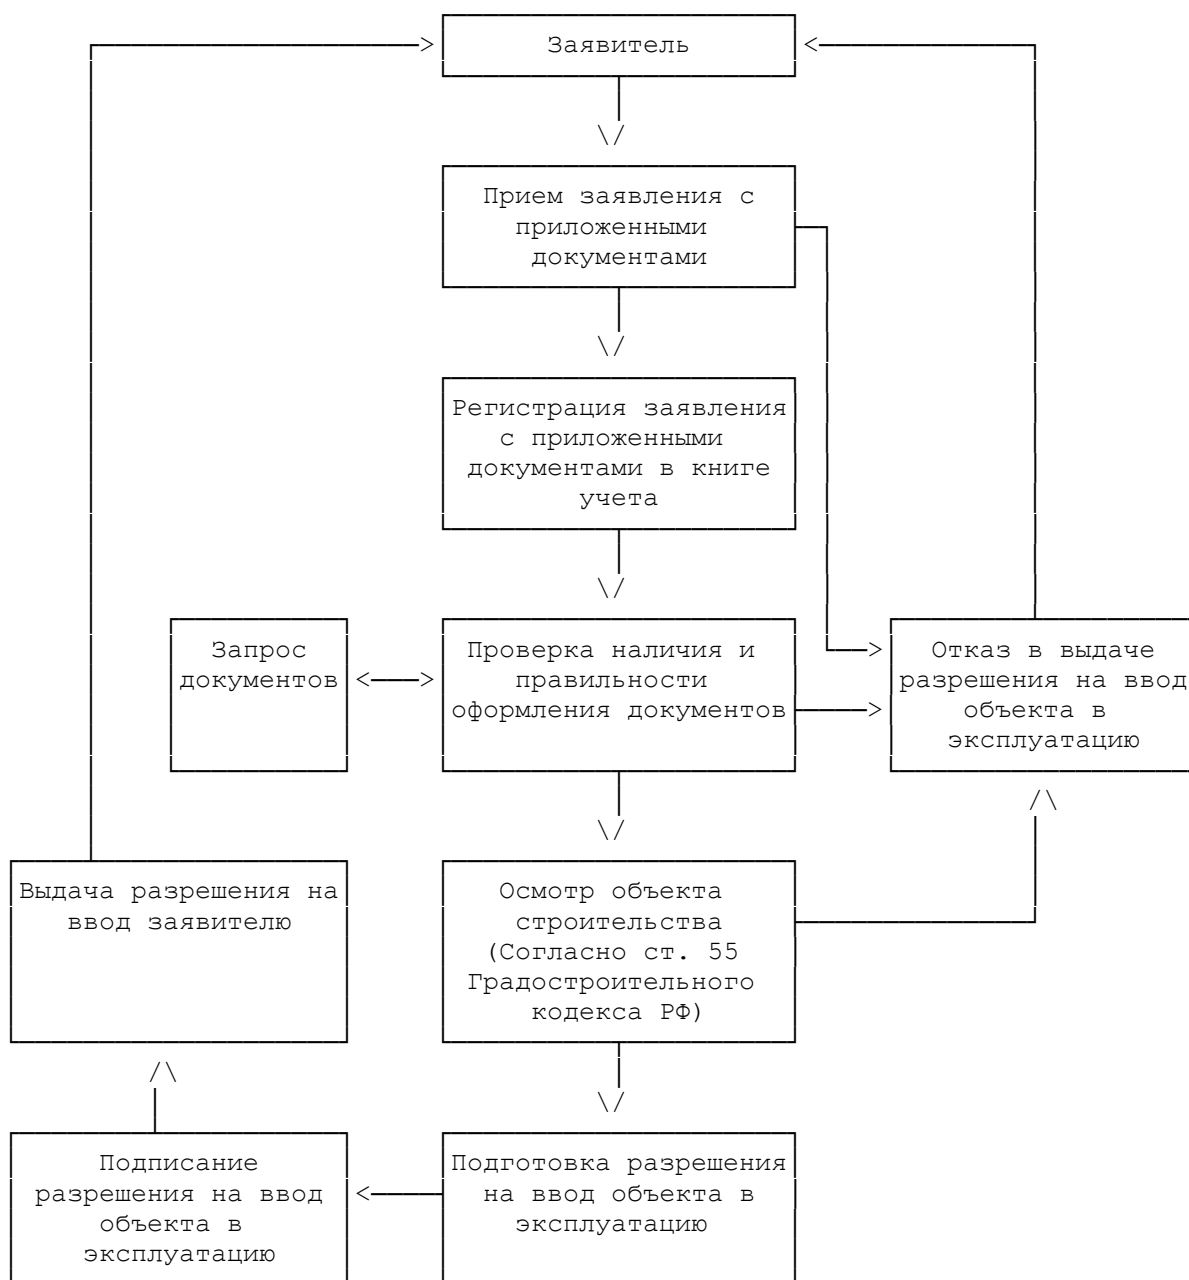 Заявитель
Прием заявления с
приложенными
документами
Регистрация заявления
с приложенными
документами в книге
учета
Запрос
документов
Проверка наличия и
правильности
оформления документов
Отказ в выдаче
разрешения на ввод
объекта в
эксплуатацию
Выдача разрешения на
ввод заявителю
Осмотр объекта
строительства
(Согласно ст. 55
Градостроительного
кодекса РФ)
Подписание
разрешения на ввод
объекта в
эксплуатацию
Подготовка разрешения
на ввод объекта в
эксплуатацию